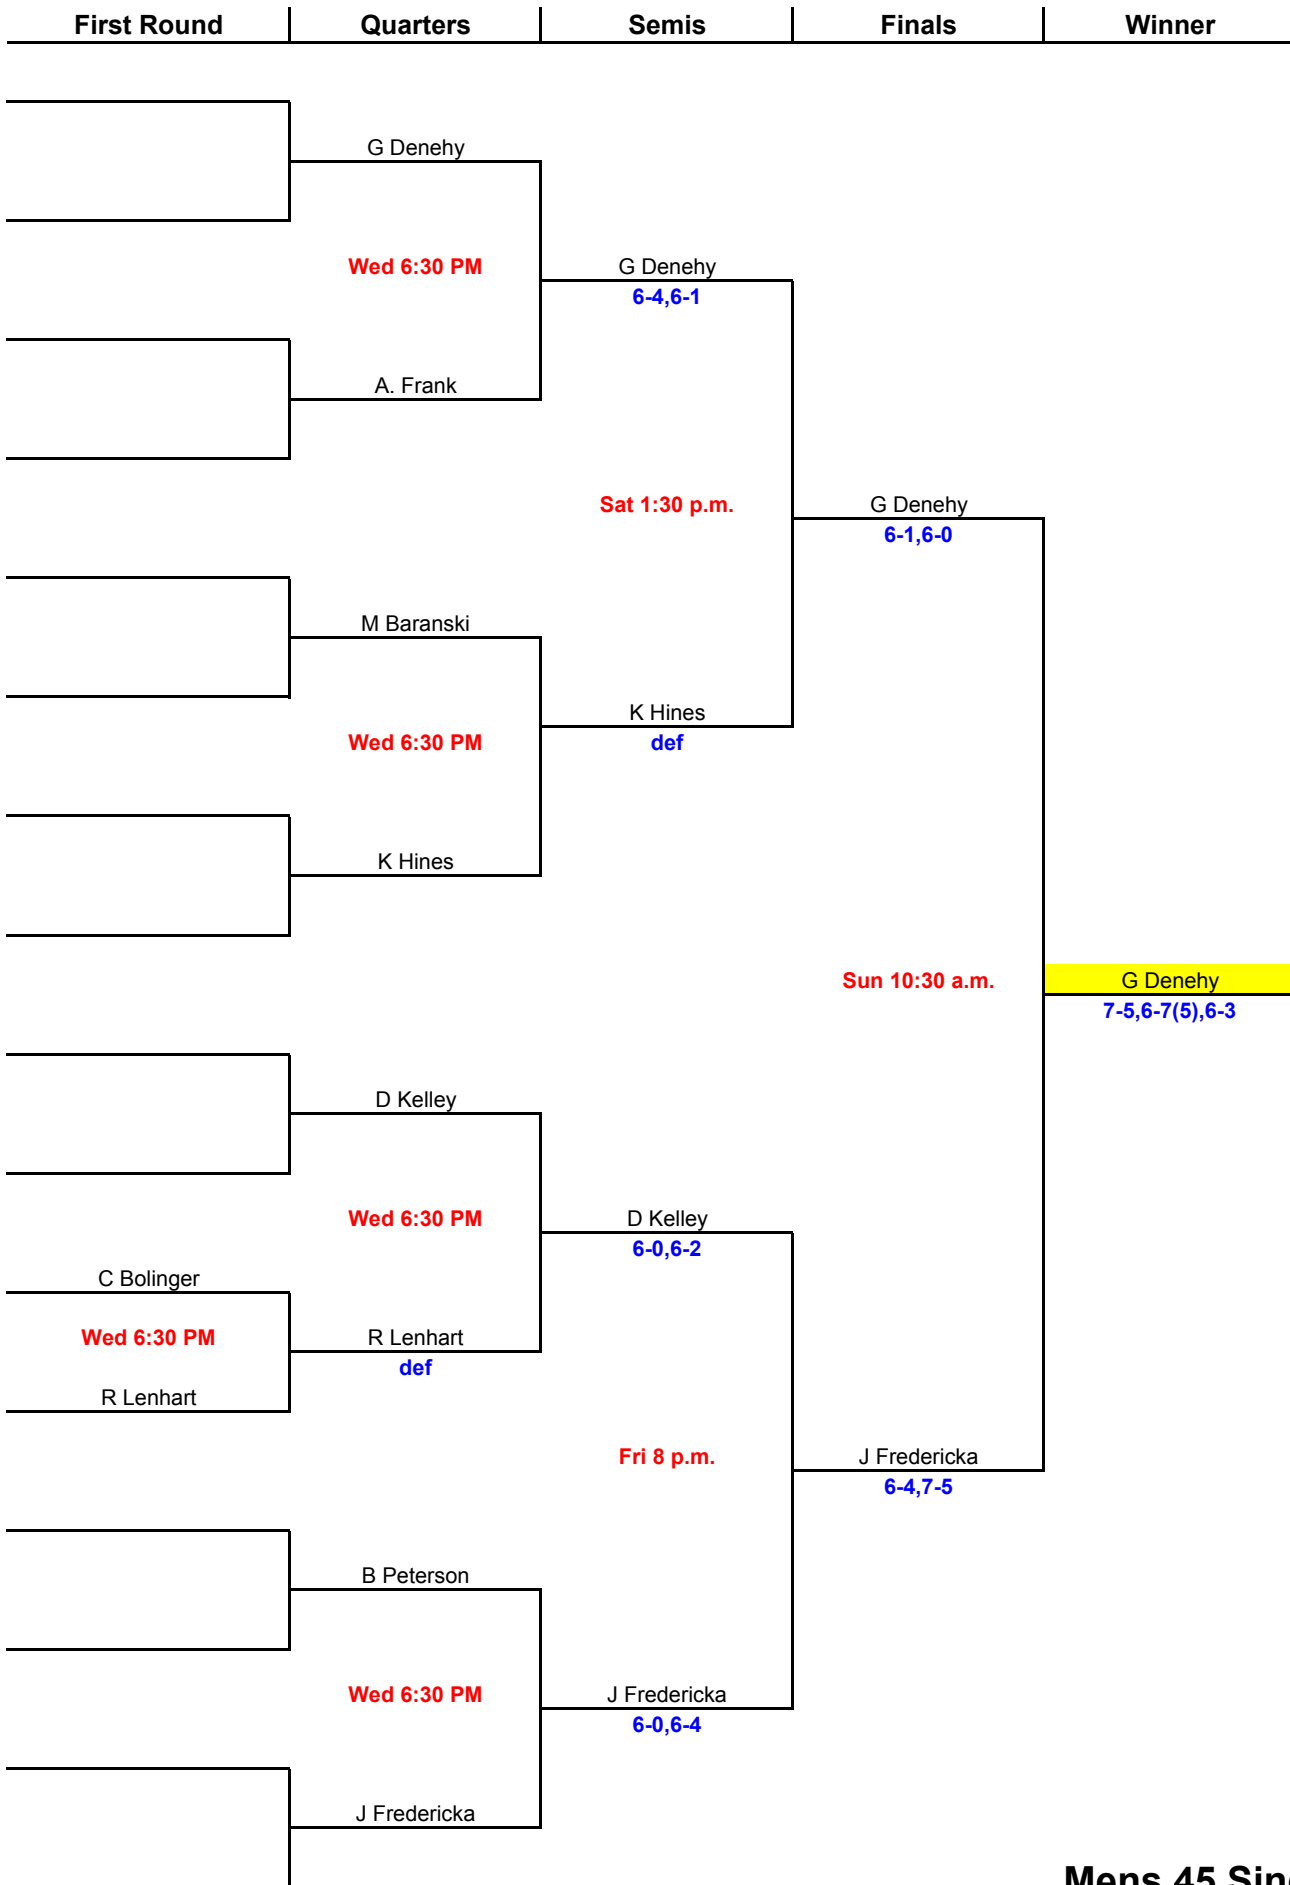 First Round Quarters Semis Finals Winner
G Denehy
Wed 6:30 PM G Denehy
6-4,6-1
A. Frank
Sat 1:30 p.m. G Denehy
6-1,6-0
M Baranski
K Hines
Wed 6:30 PM def
K Hines
Sun 10:30 a.m. G Denehy
7-5,6-7(5),6-3
D Kelley
Wed 6:30 PM D Kelley
6-0,6-2
C Bolinger
Wed 6:30 PM R Lenhart
def
R Lenhart
Fri 8 p.m. J Fredericka
6-4,7-5
B Peterson
Wed 6:30 PM J Fredericka
6-0,6-4
J Fredericka
Mens 45